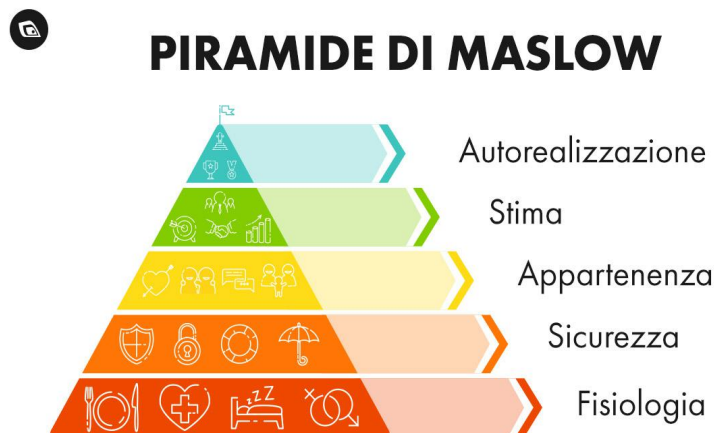 PIRAMIDE DI MASLOW
Autorealizzazione
Stima
Appartenenza
Sicurezza
Fisiologia